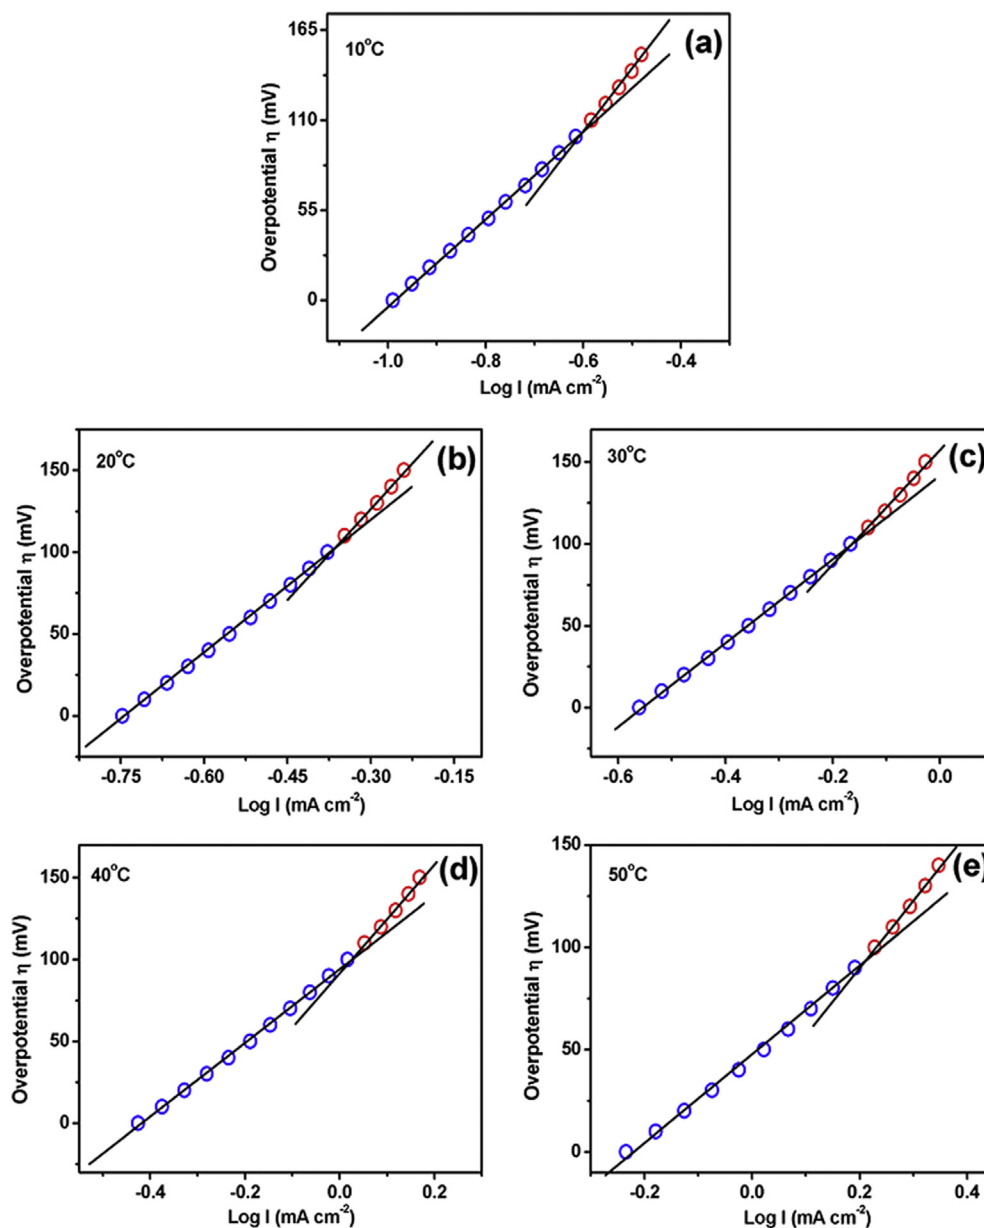 10°C
(a)
165
110
55
0
Overpotential η (mV)
-1.0 -0.8 -0.6 -0.4
Log I (mA cm⁻²)
20°C
(b)
150
100
50
0
Overpotential η (mV)
-0.75 -0.60 -0.45 -0.30 -0.15
Log I (mA cm⁻²)
30°C
(c)
150
100
50
0
Overpotential η (mV)
-0.6 -0.4 -0.2 0.0
Log I (mA cm⁻²)
40°C
(d)
150
100
50
0
Overpotential η (mV)
-0.4 -0.2 0.0 0.2
Log I (mA cm⁻²)
50°C
(e)
150
100
50
0
Overpotential η (mV)
-0.2 0.0 0.2 0.4
Log I (mA cm⁻²)